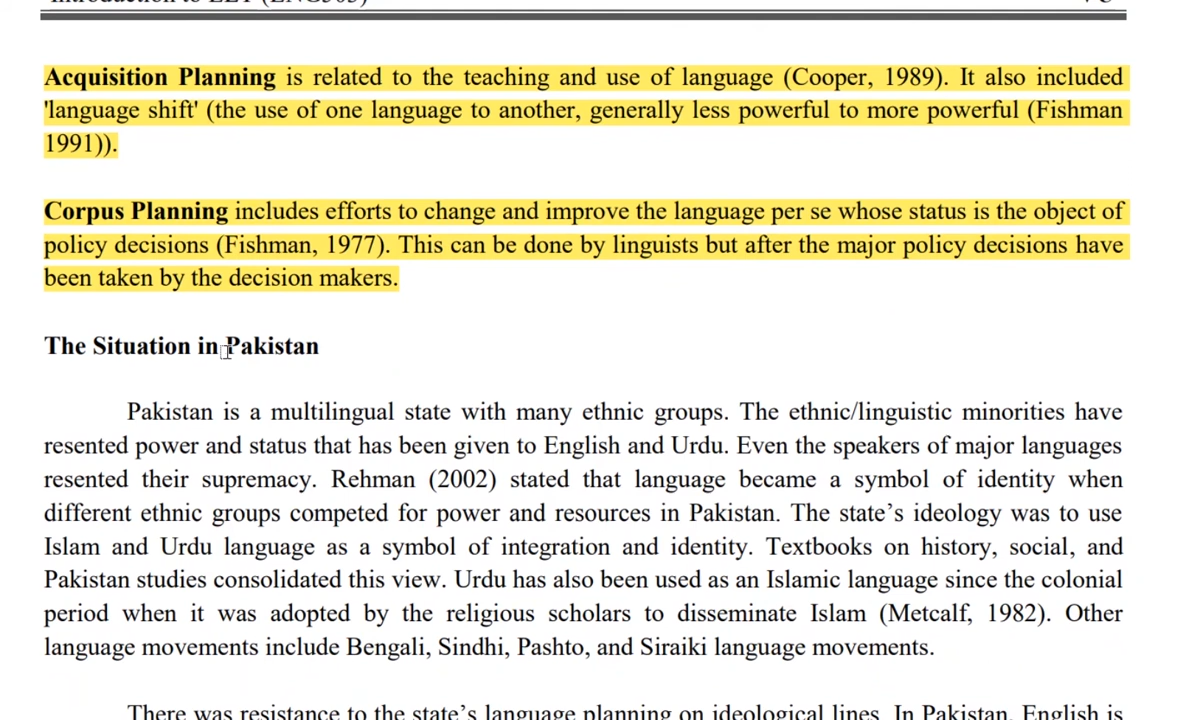 Introduction to ELT (ENG505)
Acquisition Planning is related to the teaching and use of language (Cooper, 1989). It also included
'language shift' (the use of one language to another, generally less powerful to more powerful (Fishman
1991)).
Corpus Planning includes efforts to change and improve the language per se whose status is the object of
policy decisions (Fishman, 1977). This can be done by linguists but after the major policy decisions have
been taken by the decision makers.
The Situation in Pakistan
Pakistan is a multilingual state with many ethnic groups. The ethnic/linguistic minorities have
resented power and status that has been given to English and Urdu. Even the speakers of major languages
resented their supremacy. Rehman (2002) stated that language became a symbol of identity when
different ethnic groups competed for power and resources in Pakistan. The state’s ideology was to use
Islam and Urdu language as a symbol of integration and identity. Textbooks on history, social, and
Pakistan studies consolidated this view. Urdu has also been used as an Islamic language since the colonial
period when it was adopted by the religious scholars to disseminate Islam (Metcalf, 1982). Other
language movements include Bengali, Sindhi, Pashto, and Siraiki language movements.
There was resistance to the state’s language planning on ideological lines. In Pakistan, English is